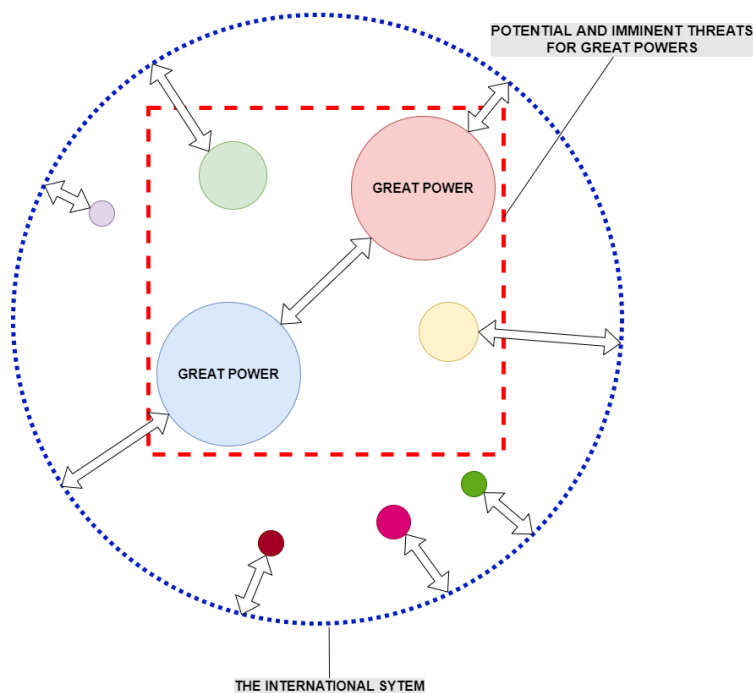 POTENTIAL AND IMMINENT THREATS
FOR GREAT POWERS
GREAT POWER
GREAT POWER
THE INTERNATIONAL SYTEM